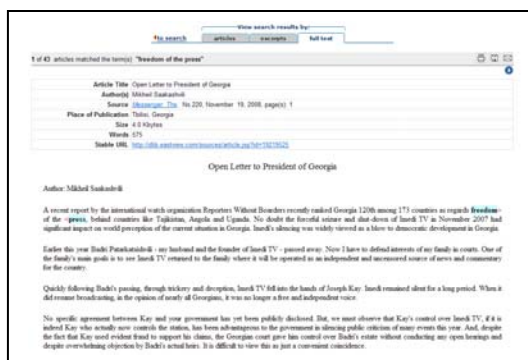 View search results by:
to search articles excerpts full text
1 of 43 articles matched the term(s) "freedom of the press"
Article Title Open Letter to President of Georgia
Author(s) Mikheil Saakashvili
Source Messenger, The No.220, November 19, 2008, page(s) 1
Place of Publication Tbilisi, Georgia
Size 4.0 Kbytes
Words 575
Stable URL
Open Letter to President of Georgia
Author: Mikheil Saakashvili
A recent report by the international watch organization Reporters Without Boarders recently ranked Georgia 120th among 173 countries as regards freedom>
of the <press, behind countries like Tajikistan, Angola and Uganda. No doubt the forceful seizure and shut-down of Imedi TV in November 2007 had
significant impact on world perception of the current situation in Georgia. Imedi's silencing was widely viewed as a blow to democratic development in Georgia.
Earlier this year Badri Patarkatsishvili - my husband and the founder of Imedi TV - passed away. Now I have to defend interests of my family in courts. One of
the family's main goals is to see Imedi TV returned to the family where it will be operated as an independent and uncensored source of news and commentary
for the country.
Quickly following Badri's passing, through trickery and deception, Imedi TV fell into the hands of Joseph Kay. Imedi remained silent for a long period. When it
did resume broadcasting, in the opinion of nearly all Georgians, it was no longer a free and independent voice.
No specific agreement between Kay and your government has yet been publicly disclosed. But, we must observe that Kay's control over Imedi TV, if it is
indeed Kay who actually now controls the station, has been advantageous to the government in silencing public criticism of many events this year. And, despite
the fact that Kay used evident fraud to support his claims, the Georgian court gave him control over Badri's estate without conducting any open hearings and
despite overwhelming objection by Badri's actual heirs. It is difficult to view this as just a convenient coincidence.